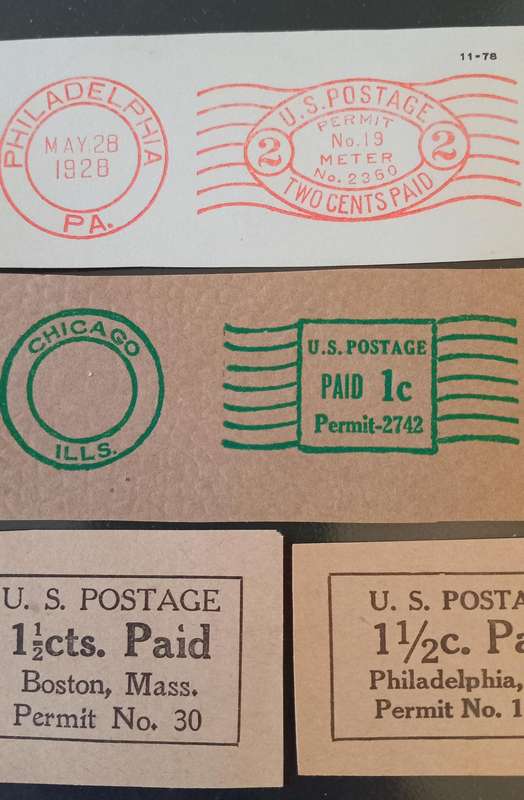 11-78
PHILADELPHIA
MAY.28
1928
PA.
U.S. POSTAGE
PERMIT
No.19
METER
No. 2360
2 2
TWO CENTS PAID
CHICAGO
ILLS.
U.S. POSTAGE
PAID 1c
Permit-2742
U. S. POSTAGE
1½cts. Paid
Boston, Mass.
Permit No. 30
U. S. POSTA
1½c. Pa
Philadelphia,
Permit No. 1